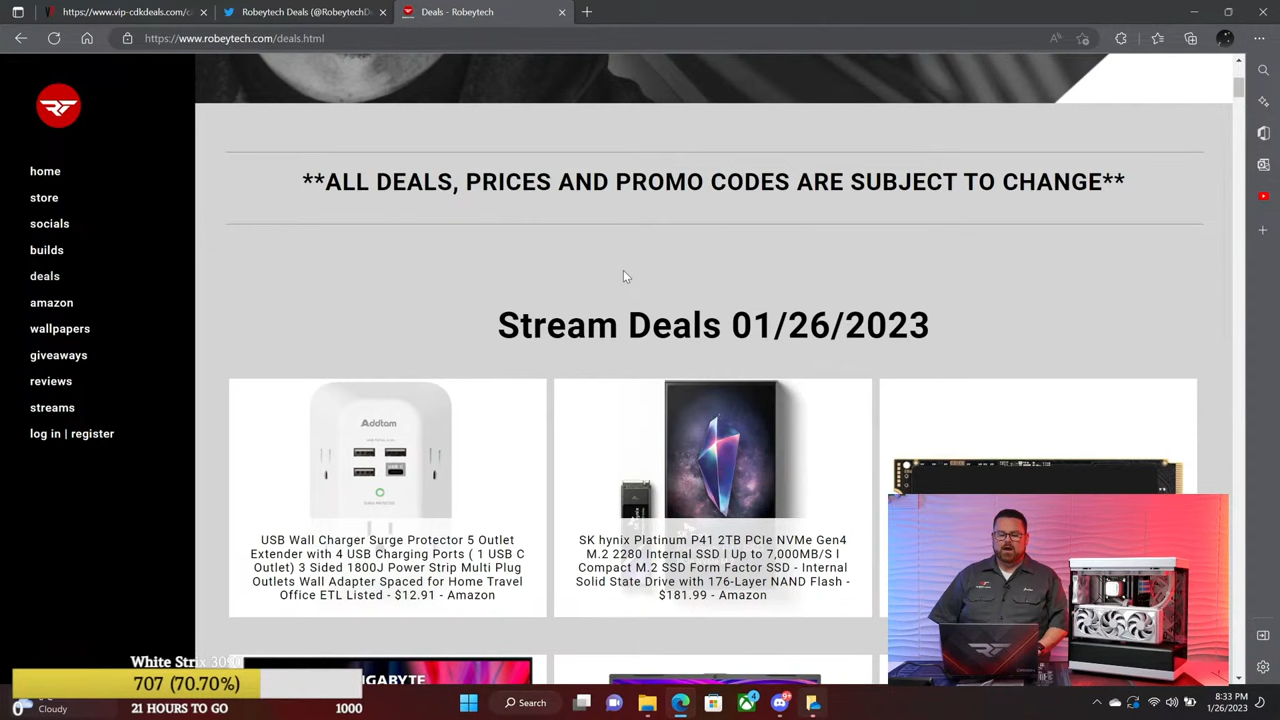 https://www.vip-cdkdeals.com/c
Robeytech Deals (@RobeytechD
Deals - Robeytech
https://www.robeytech.com/deals.html
home
store
socials
builds
deals
amazon
wallpapers
giveaways
reviews
streams
log in | register
**ALL DEALS, PRICES AND PROMO CODES ARE SUBJECT TO CHANGE**
Stream Deals 01/26/2023
Addtam
USB Wall Charger Surge Protector 5 Outlet
Extender with 4 USB Charging Ports ( 1 USB C
Outlet) 3 Sided 1800J Power Strip Multi Plug
Outlets Wall Adapter Spaced for Home Travel
Office ETL Listed - $12.91 - Amazon
SK hynix Platinum P41 2TB PCIe NVMe Gen4
M.2 2280 Internal SSD l Up to 7,000MB/S l
Compact M.2 SSD Form Factor SSD - Internal
Solid State Drive with 176-Layer NAND Flash -
$181.99 - Amazon
GIGABYTE
White Strix 3090
707 (70.70%)
0
21 HOURS TO GO
1000
Cloudy
Search
8:33 PM
1/26/2023